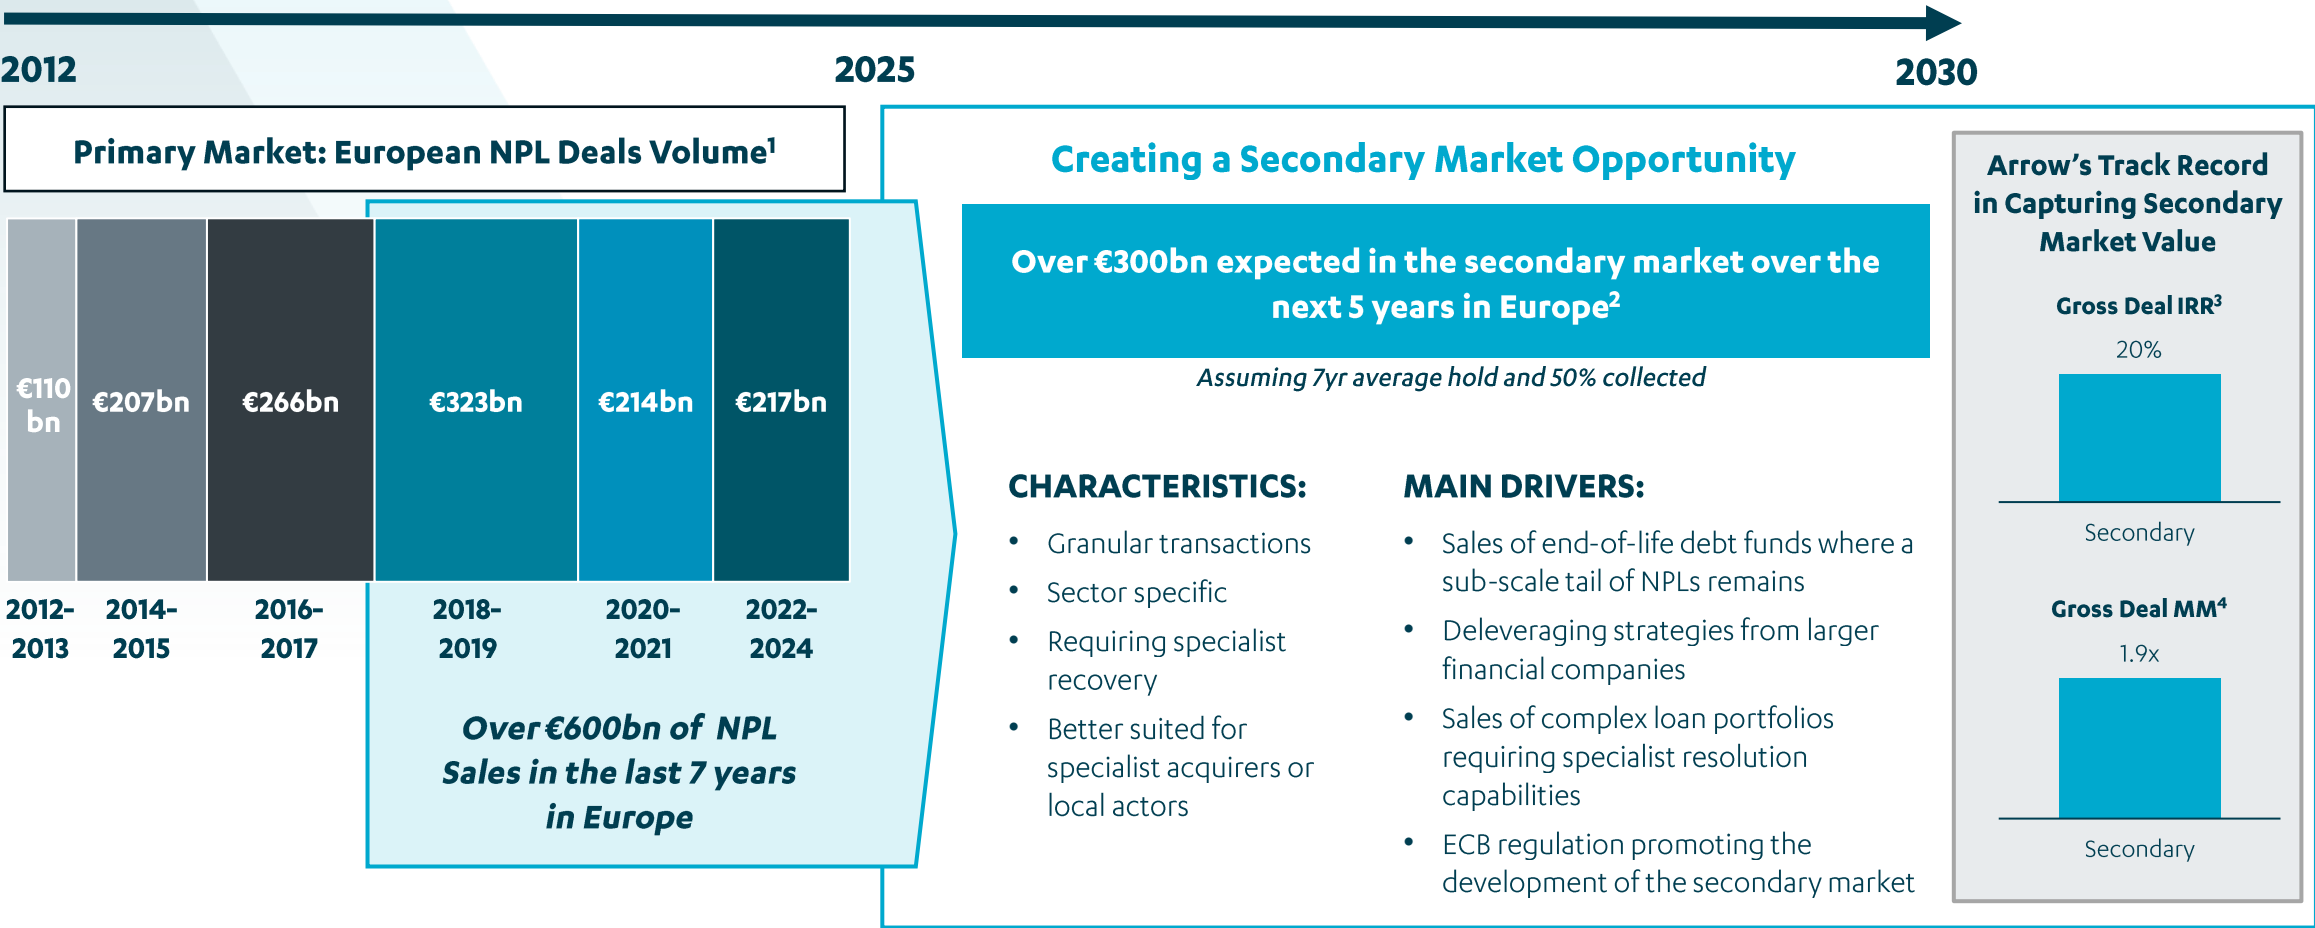 2012
2025
2030
Primary Market: European NPL Deals Volume¹
€110
bn
€207bn
€266bn
€323bn
€214bn
€217bn
2012-
2013
2014-
2015
2016-
2017
2018-
2019
2020-
2021
2022-
2024
Over €600bn of NPL
Sales in the last 7 years
in Europe
Creating a Secondary Market Opportunity
Over €300bn expected in the secondary market over the
next 5 years in Europe²
Assuming 7yr average hold and 50% collected
CHARACTERISTICS:
• Granular transactions
• Sector specific
• Requiring specialist
recovery
• Better suited for
specialist acquirers or
local actors
MAIN DRIVERS:
• Sales of end-of-life debt funds where a
sub-scale tail of NPLs remains
• Deleveraging strategies from larger
financial companies
• Sales of complex loan portfolios
requiring specialist resolution
capabilities
• ECB regulation promoting the
development of the secondary market
Arrow’s Track Record
in Capturing Secondary
Market Value
Gross Deal IRR³
20%
Secondary
Gross Deal MM⁴
1.9x
Secondary